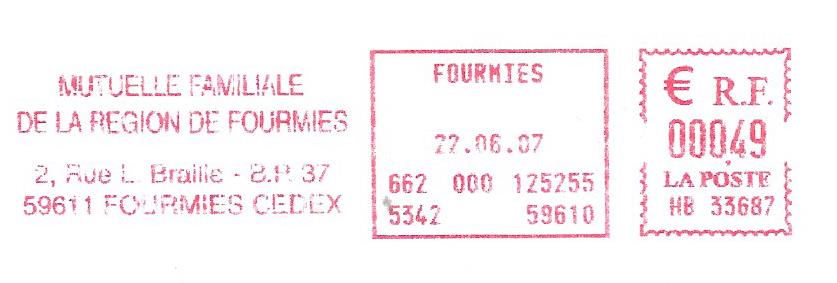 MUTUELLE FAMILIALE
DE LA REGION DE FOURMIES
2, Rue L. Braille - B.P. 37
59611 FOURMIES CEDEX
FOURMIES
22.06.07
662 000 125255
5342 59610
€ R.F.
00049
LA POSTE
HB 33687